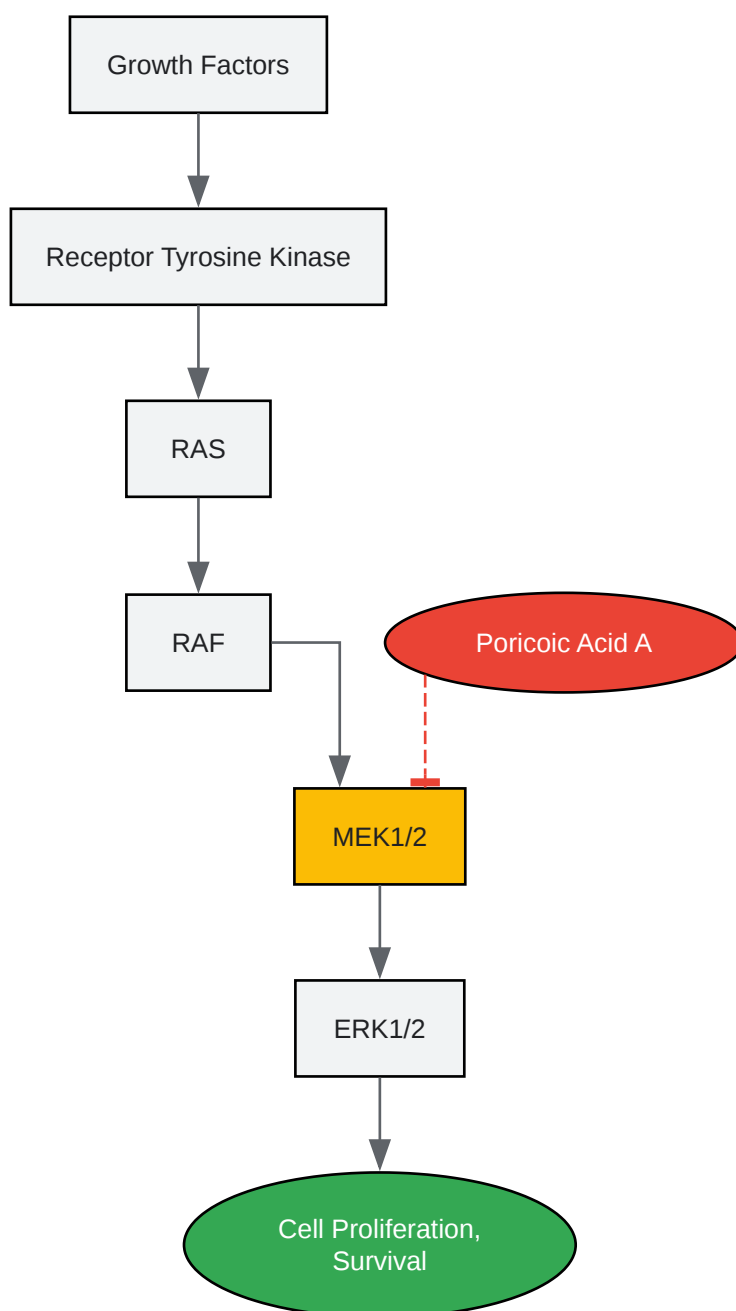 Growth Factors
Receptor Tyrosine Kinase
RAS
RAF
Poricoic Acid A
MEK1/2
ERK1/2
Cell Proliferation,
Survival